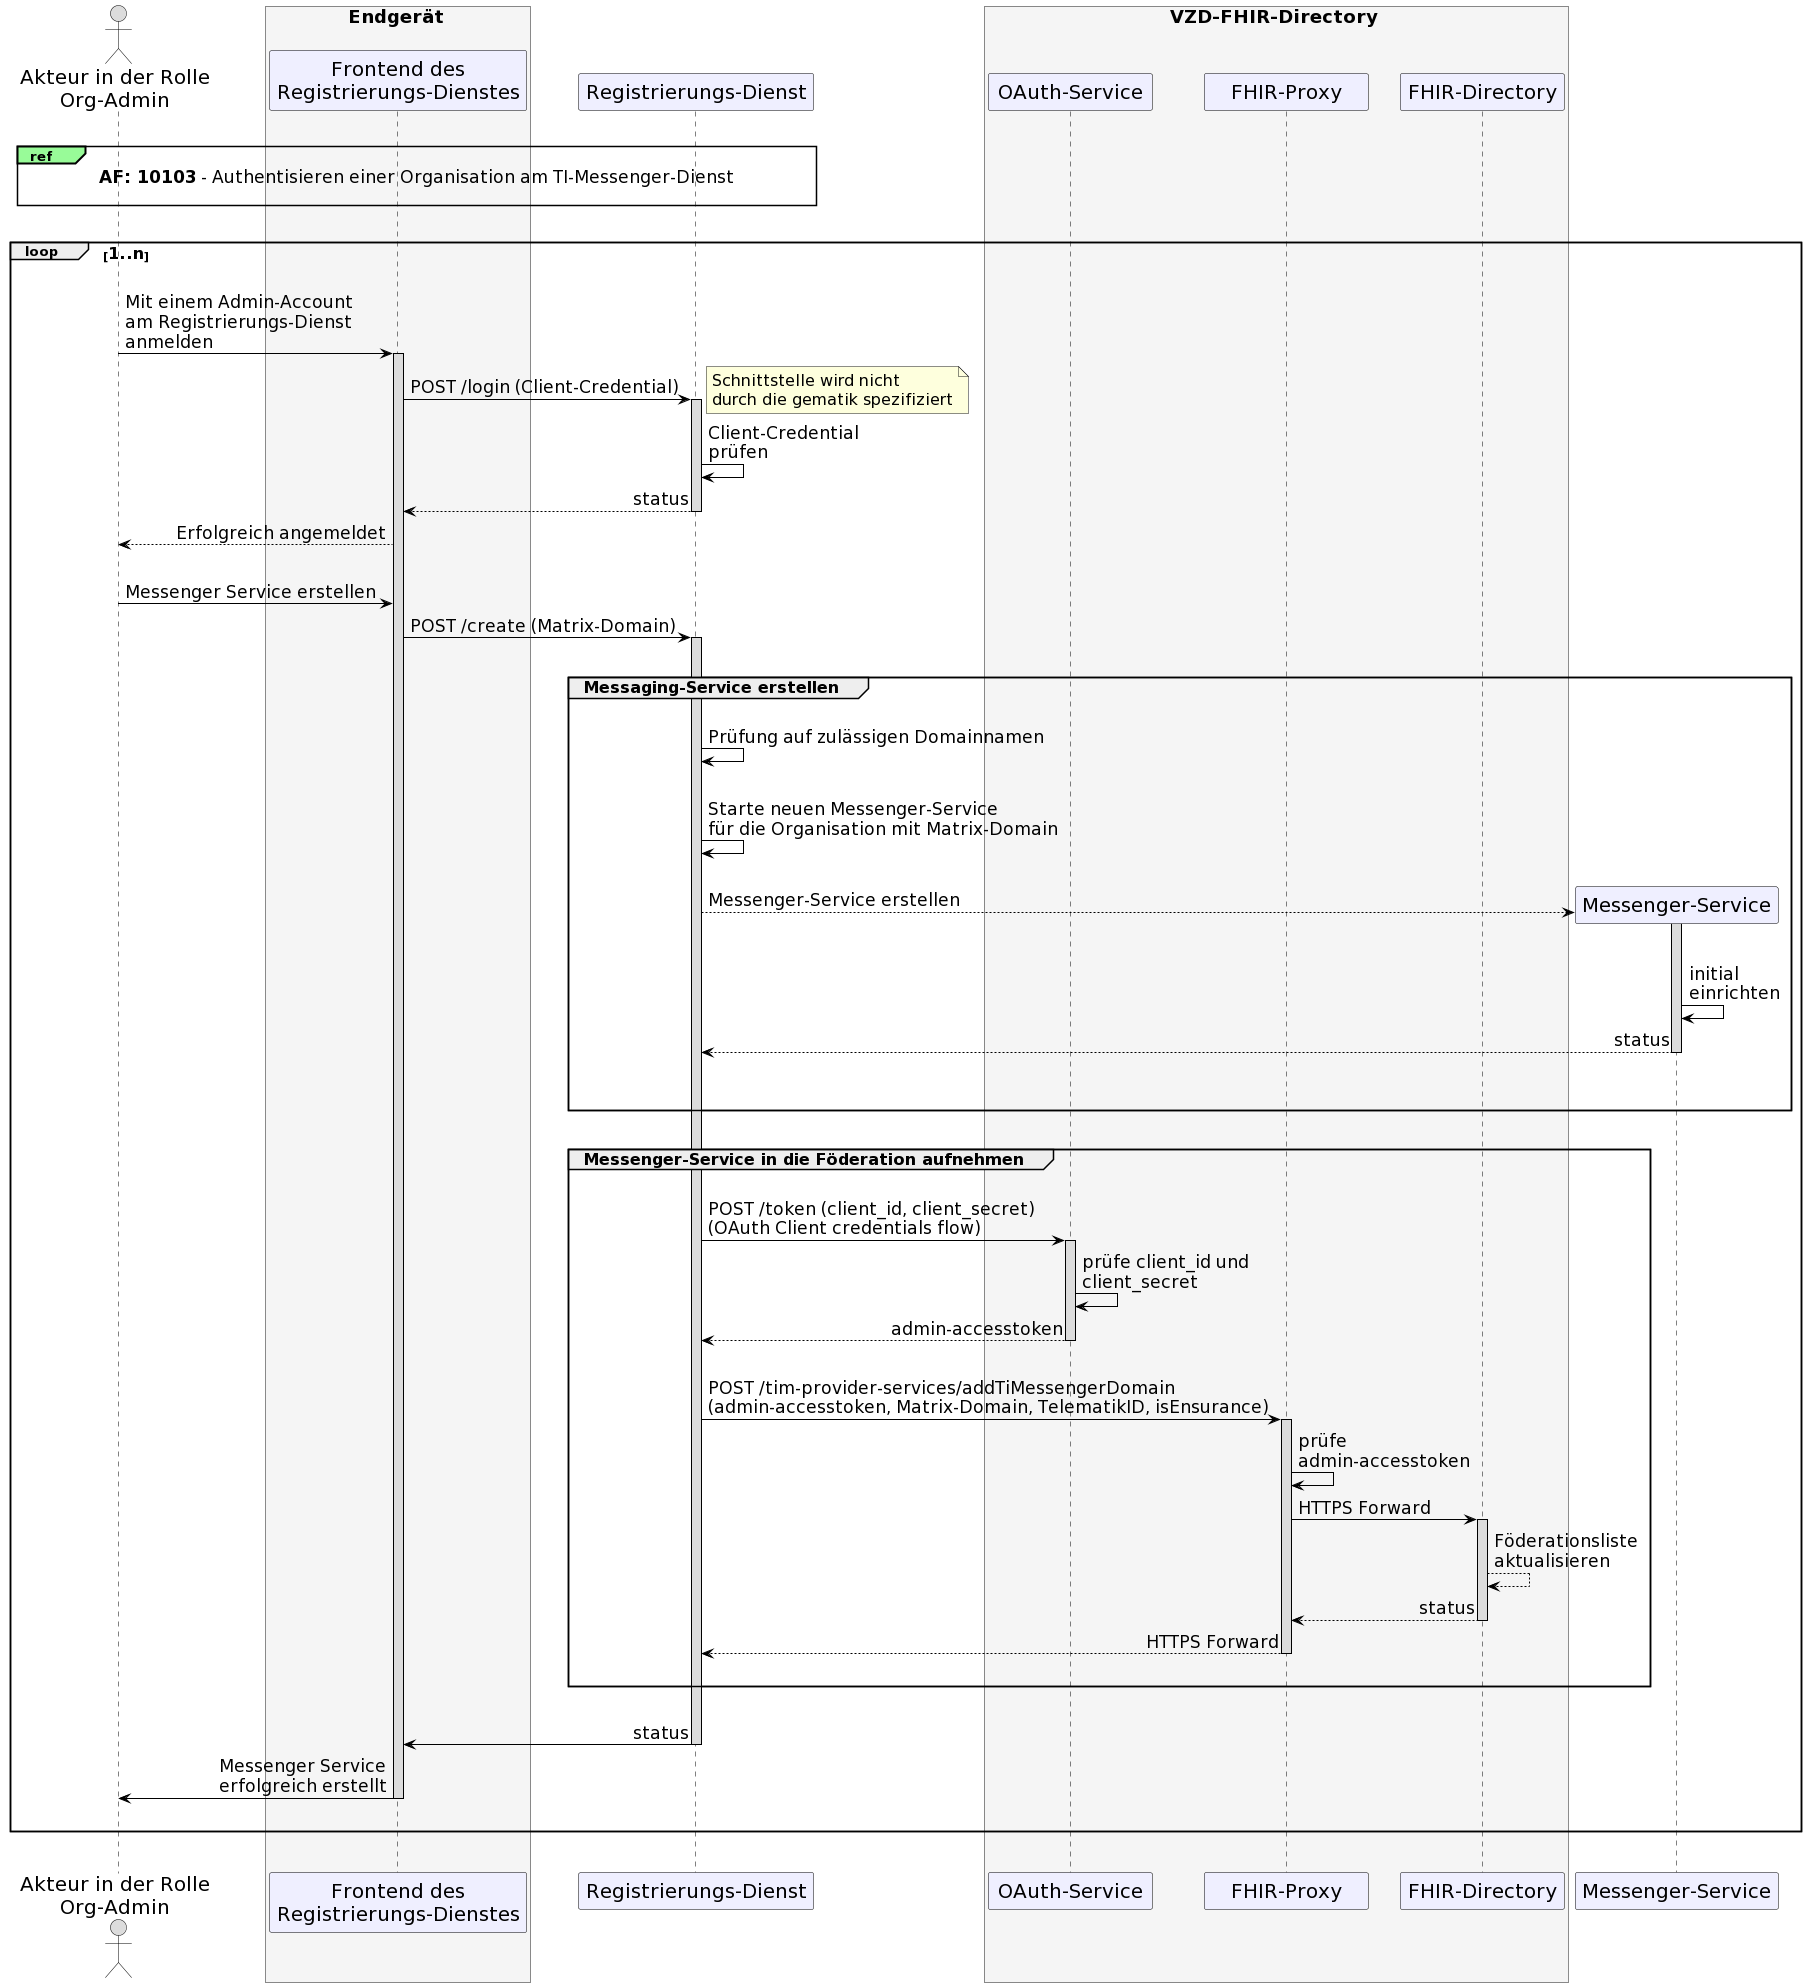 Endgerät
VZD-FHIR-Directory
Akteur in der Rolle
Org-Admin
Frontend des
Registrierungs-Dienstes
Registrierungs-Dienst
OAuth-Service
FHIR-Proxy
FHIR-Directory
ref
AF: 10103 - Authentisieren einer Organisation am TI-Messenger-Dienst
loop
[1..n]
Mit einem Admin-Account
am Registrierungs-Dienst
anmelden
POST /login (Client-Credential)
Schnittstelle wird nicht
durch die gematik spezifiziert
Client-Credential
prüfen
status
Erfolgreich angemeldet
Messenger Service erstellen
POST /create (Matrix-Domain)
Messaging-Service erstellen
Prüfung auf zulässigen Domainnamen
Starte neuen Messenger-Service
für die Organisation mit Matrix-Domain
Messenger-Service erstellen
Messenger-Service
initial
einrichten
status
Messenger-Service in die Föderation aufnehmen
POST /token (client_id, client_secret)
(OAuth Client credentials flow)
prüfe client_id und
client_secret
admin-accesstoken
POST /tim-provider-services/addTiMessengerDomain
(admin-accesstoken, Matrix-Domain, TelematikID, isEnsurance)
prüfe
admin-accesstoken
HTTPS Forward
Föderationsliste
aktualisieren
status
HTTPS Forward
status
Messenger Service
erfolgreich erstellt
Akteur in der Rolle
Org-Admin
Frontend des
Registrierungs-Dienstes
Registrierungs-Dienst
OAuth-Service
FHIR-Proxy
FHIR-Directory
Messenger-Service